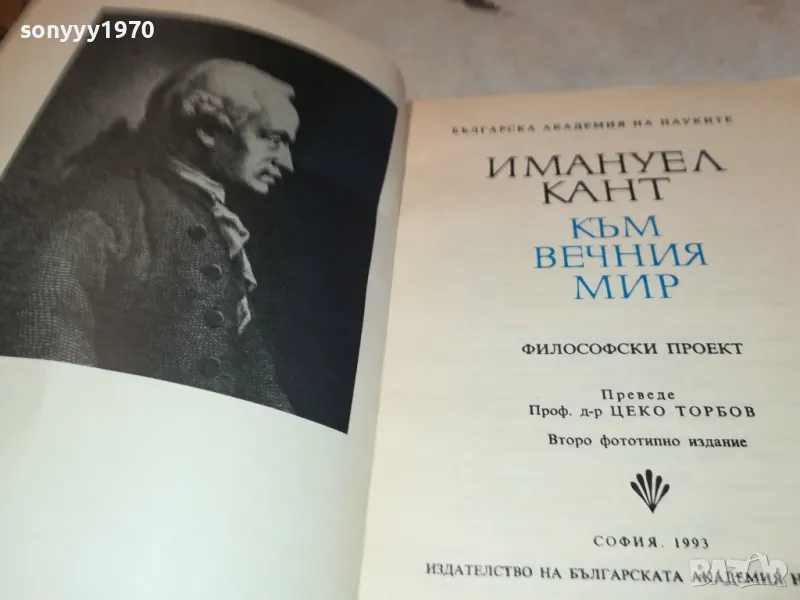 sonyyy1970
БЪЛГАРСКА АКАДЕМИЯ НА НАУКИТЕ
ИМАНУЕЛ
КАНТ
КЪМ
ВЕЧНИЯ
МИР
ФИЛОСОФСКИ ПРОЕКТ
Преведе
Проф. д-р ЦЕКО ТОРБОВ
Второ фототипно издание
СОФИЯ. 1993
ИЗДАТЕЛСТВО НА БЪЛГАРСКАТА АКАДЕМИЯ Н
BAZAR